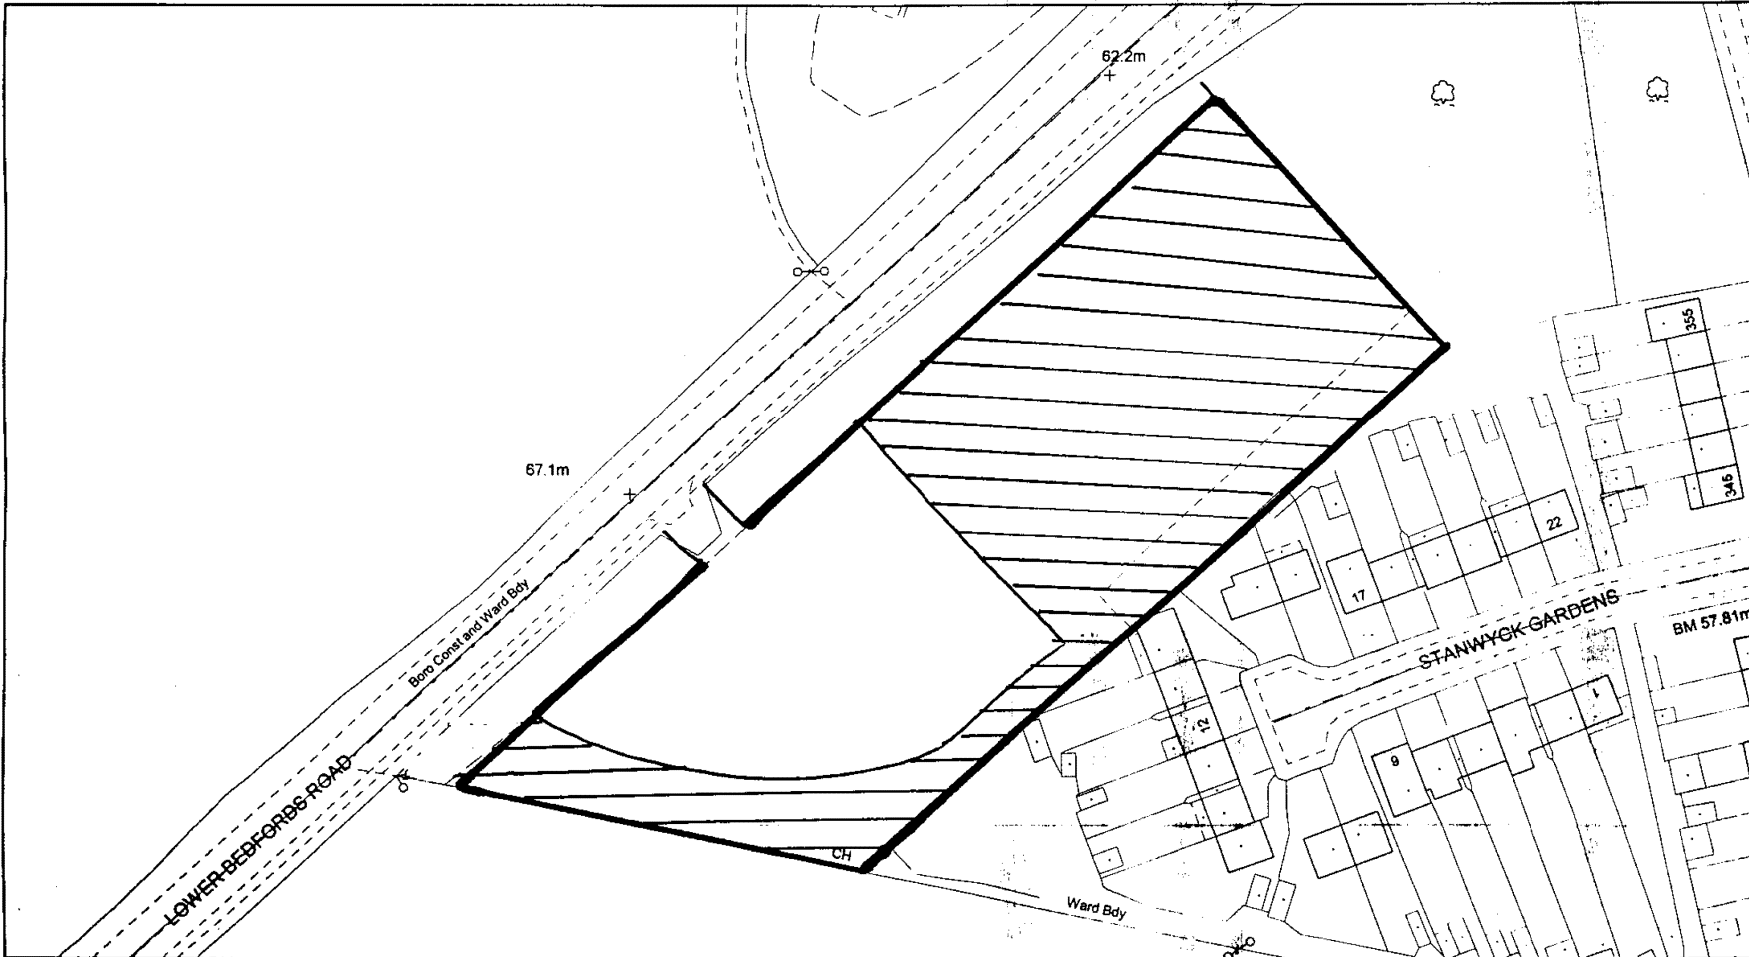 62.2m
67.1m
Boro Const and Ward Bdy
LOWER BEDFORDS ROAD
CH
Ward Bdy
355
345
22
17
STANWYCK GARDENS
BM 57.81m
12
1
9